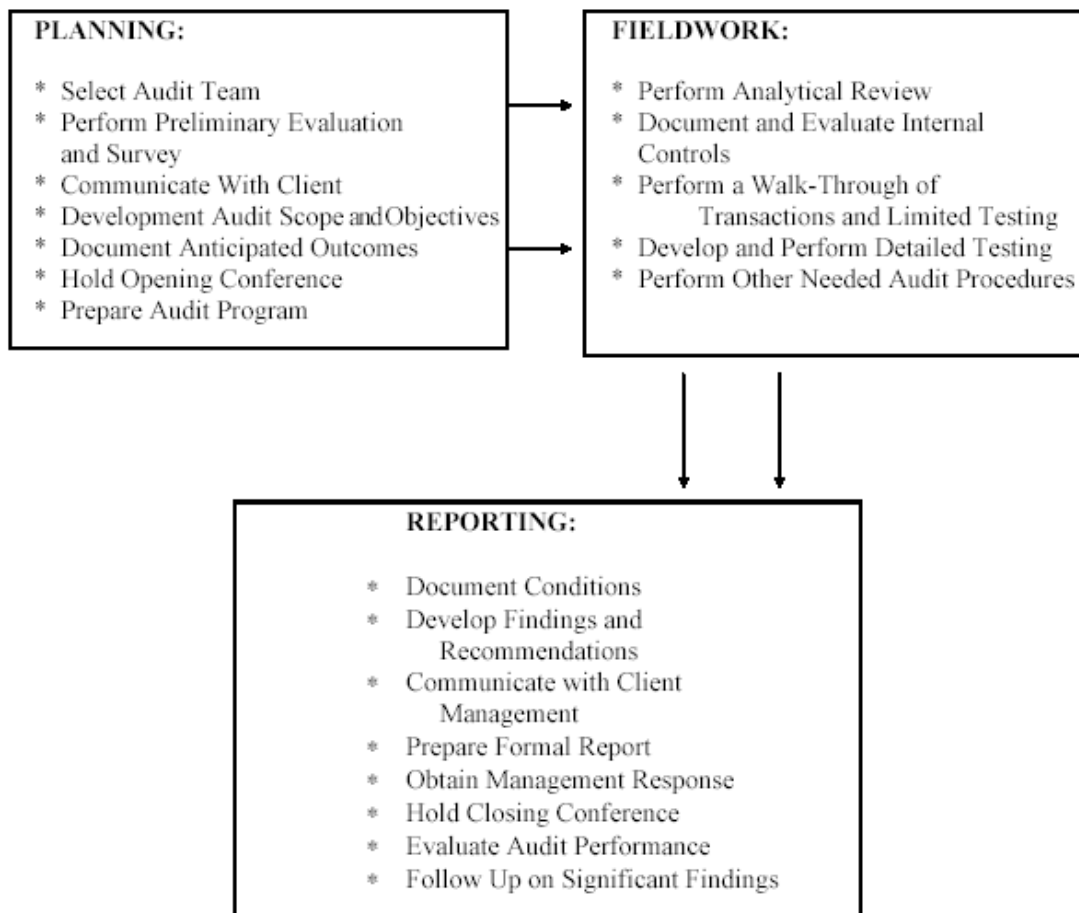 PLANNING:
* Select Audit Team
* Perform Preliminary Evaluation
and Survey
* Communicate With Client
* Development Audit Scope and Objectives
* Document Anticipated Outcomes
* Hold Opening Conference
* Prepare Audit Program
FIELDWORK:
* Perform Analytical Review
* Document and Evaluate Internal
Controls
* Perform a Walk-Through of
Transactions and Limited Testing
* Develop and Perform Detailed Testing
* Perform Other Needed Audit Procedures
REPORTING:
* Document Conditions
* Develop Findings and
Recommendations
* Communicate with Client
Management
* Prepare Formal Report
* Obtain Management Response
* Hold Closing Conference
* Evaluate Audit Performance
* Follow Up on Significant Findings